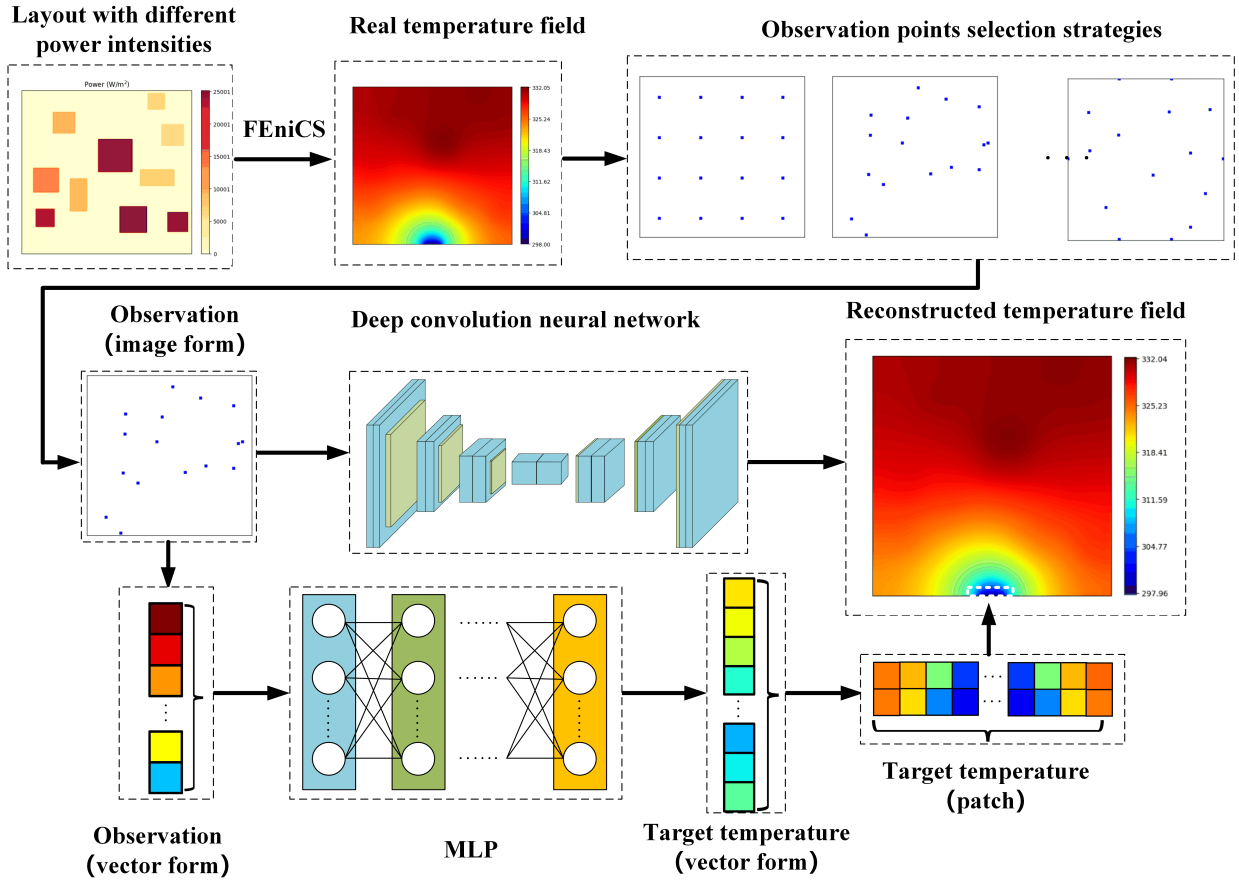 Layout with different
power intensities
Real temperature field
Observation points selection strategies
Power (W/m²)
25001
20001
15001
10001
5000
0
FEniCS
332.05
325.24
318.43
311.62
304.81
298.00
Observation
(image form)
Deep convolution neural network
Reconstructed temperature field
332.04
325.23
318.41
311.59
304.77
297.96
Observation
(vector form)
MLP
Target temperature
(vector form)
Target temperature
(patch)